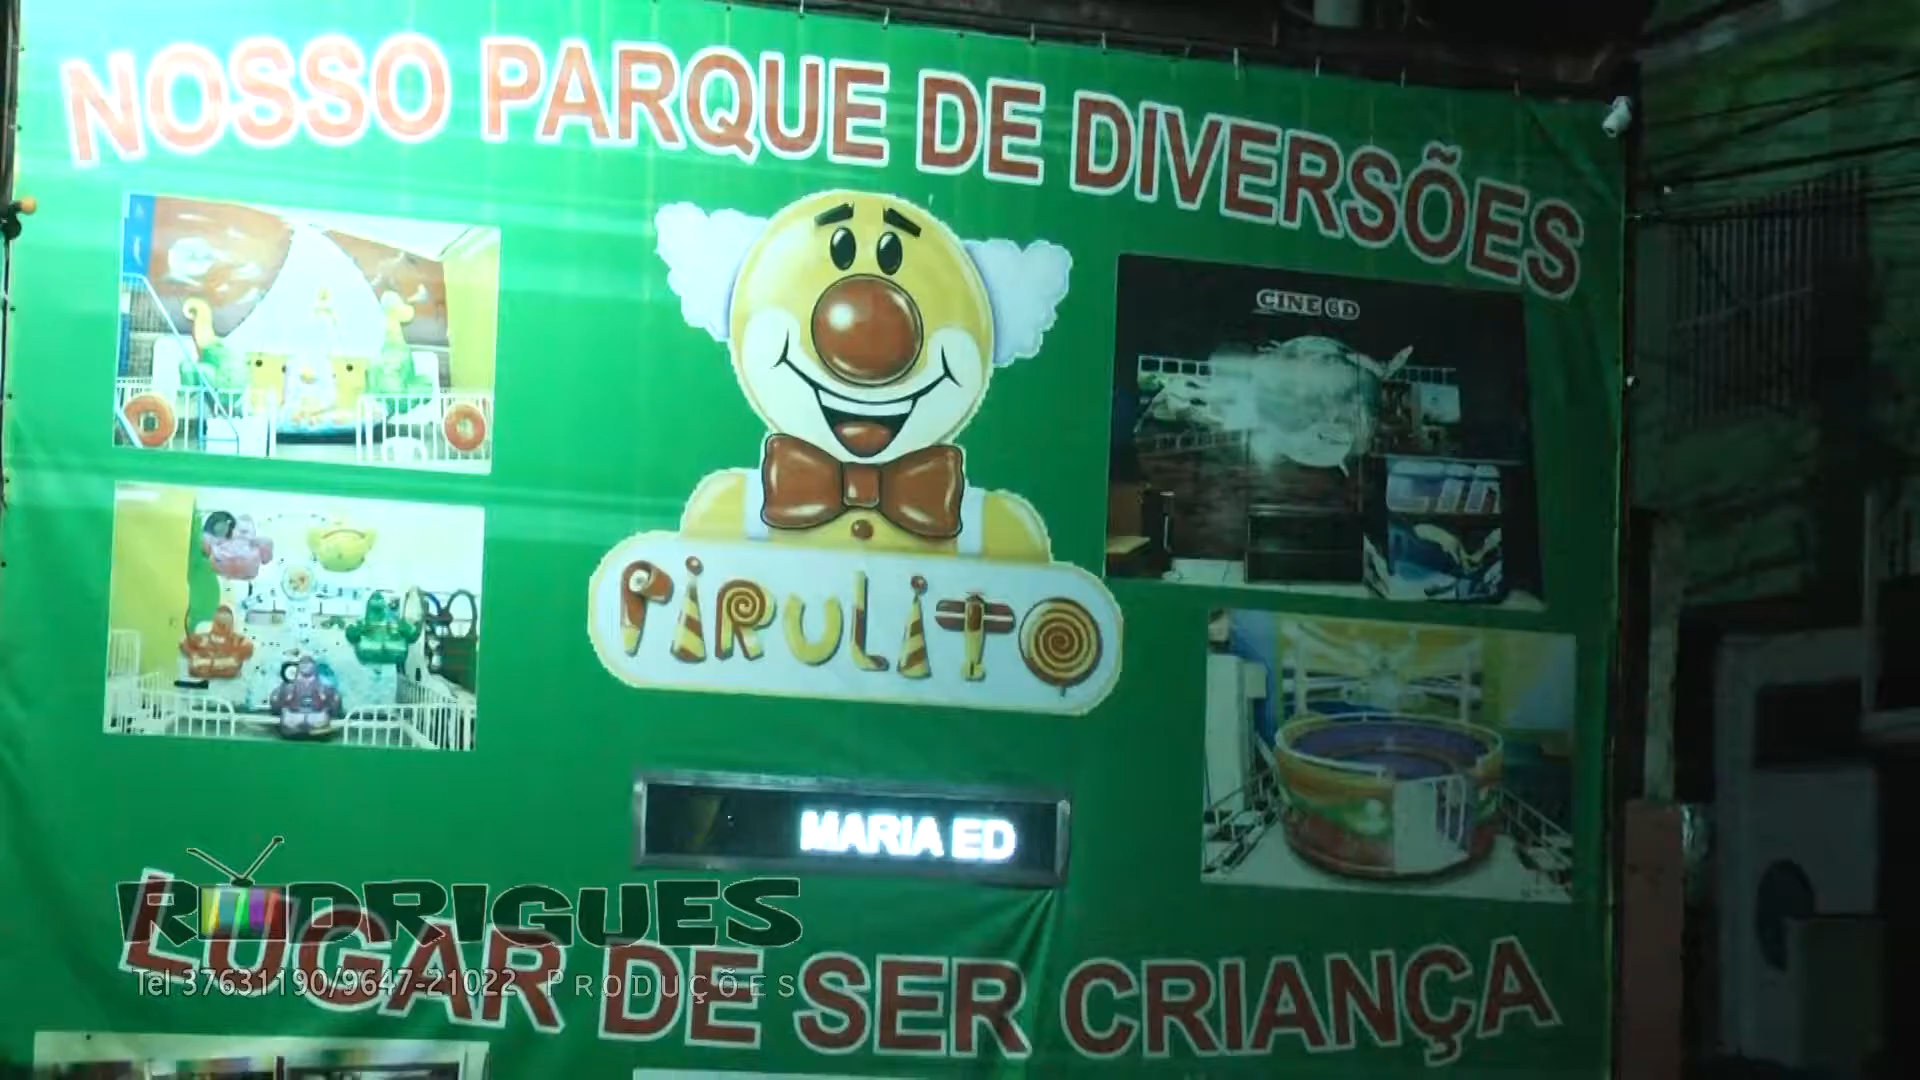 NOSSO PARQUE DE DIVERSÕES
CINE 6D
PIRULITO
MARIA ED
RODRIGUES
Tel 37631190/9647-21022 PRODUÇÕES
LUGAR DE SER CRIANÇA